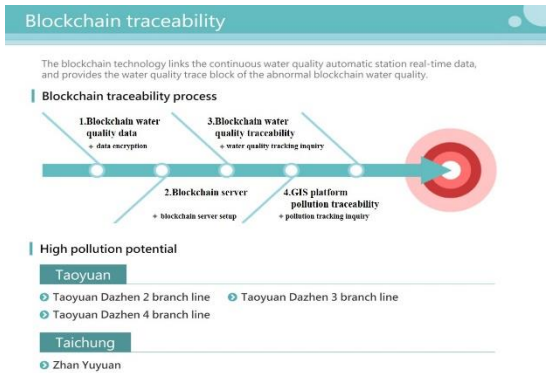 Blockchain traceability
The blockchain technology links the continuous water quality automatic station real-time data,
and provides the water quality trace block of the abnormal blockchain water quality.
Blockchain traceability process
1.Blockchain water
quality data
+ data encryption
3.Blockchain water
quality traceability
+ water quality tracking inquiry
2.Blockchain server
+ blockchain server setup
4.GIS platform
pollution traceability
+ pollution tracking inquiry
High pollution potential
Taoyuan
Taoyuan Dazhen 2 branch line
Taoyuan Dazhen 3 branch line
Taoyuan Dazhen 4 branch line
Taichung
Zhan Yuyuan